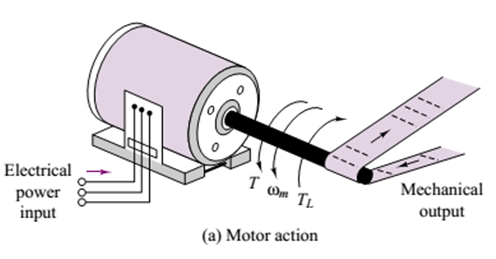 Electrical
power
input
T ωm TL
Mechanical
output
(a) Motor action